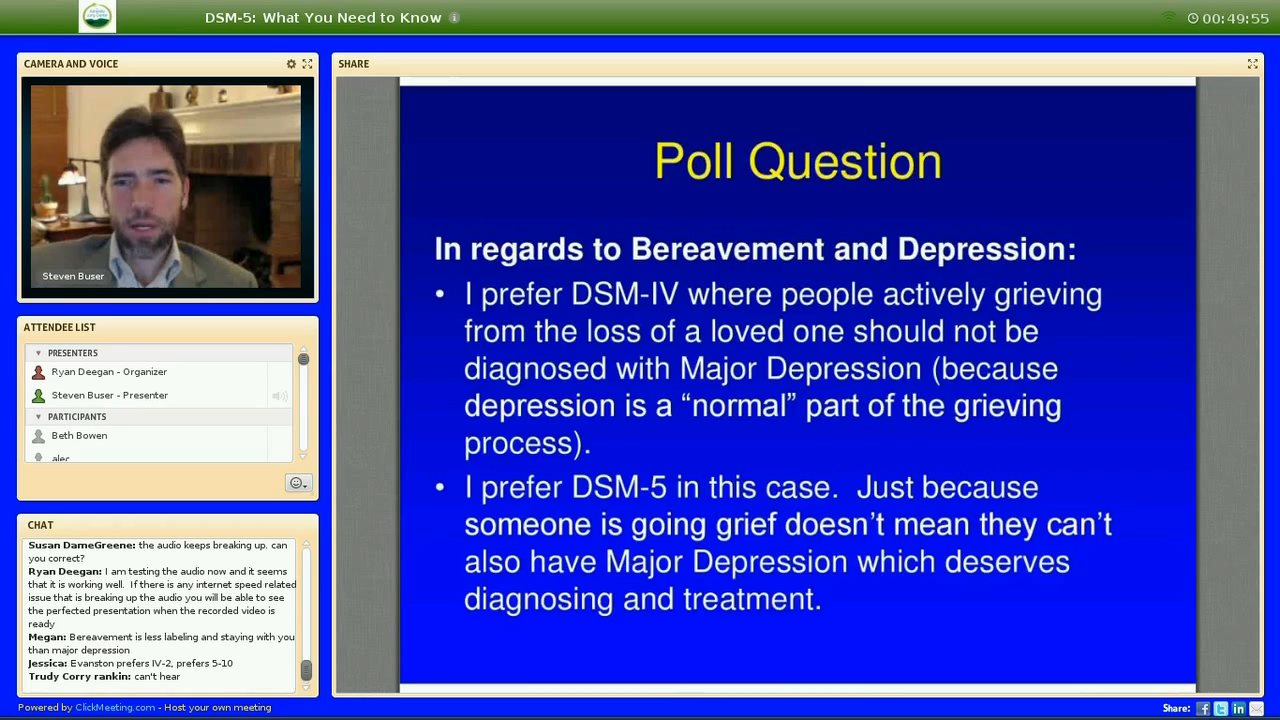 DSM-5: What You Need to Know
00:49:55
CAMERA AND VOICE
Steven Buser
ATTENDEE LIST
PRESENTERS
Ryan Deegan - Organizer
Steven Buser - Presenter
PARTICIPANTS
Beth Bowen
alec
CHAT
Susan DameGreene: the audio keeps breaking up. can
you correct?
Ryan Deegan: I am testing the audio now and it seems
that it is working well. If there is any internet speed related
issue that is breaking up the audio you will be able to see
the perfected presentation when the recorded video is
ready
Megan: Bereavement is less labeling and staying with you
than major depression
Jessica: Evanston prefers IV-2, prefers 5-10
Trudy Corry rankin: can't hear
SHARE
Poll Question
In regards to Bereavement and Depression:
• I prefer DSM-IV where people actively grieving
from the loss of a loved one should not be
diagnosed with Major Depression (because
depression is a “normal” part of the grieving
process).
• I prefer DSM-5 in this case. Just because
someone is going grief doesn’t mean they can’t
also have Major Depression which deserves
diagnosing and treatment.
Powered by ClickMeeting.com - Host your own meeting
Share: